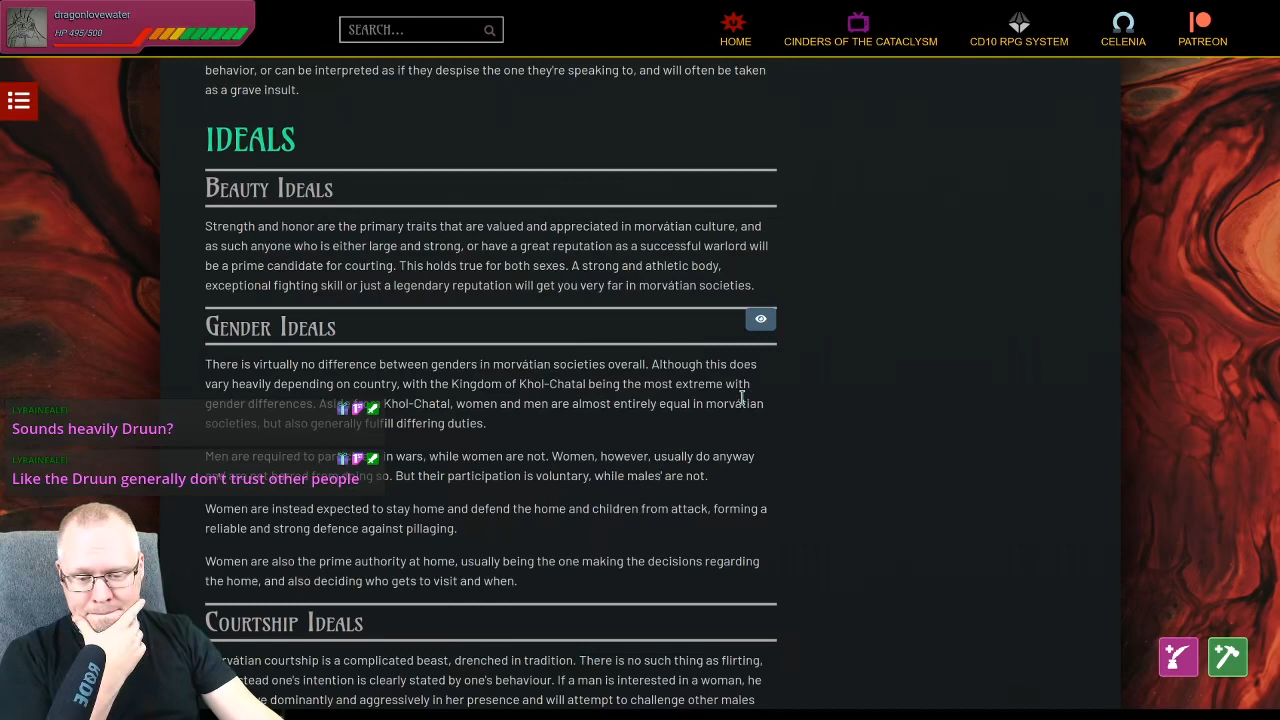 dragonlovewater
HP 495/500
SEARCH...
HOME
CINDERS OF THE CATACLYSM
CD10 RPG SYSTEM
CELENIA
PATREON
behavior, or can be interpreted as if they despise the one they're speaking to, and will often be taken
as a grave insult.
IDEALS
BEAUTY IDEALS
Strength and honor are the primary traits that are valued and appreciated in morvátian culture, and
as such anyone who is either large and strong, or have a great reputation as a successful warlord will
be a prime candidate for courting. This holds true for both sexes. A strong and athletic body,
exceptional fighting skill or just a legendary reputation will get you very far in morvátian societies.
GENDER IDEALS
There is virtually no difference between genders in morvátian societies overall. Although this does
vary heavily depending on country, with the Kingdom of Khol-Chatal being the most extreme with
gender differences. Aside from Khol-Chatal, women and men are almost entirely equal in morvátian
societies, but also generally fulfill differing duties.
LYRAINEALEI
Sounds heavily Druun?
Men are required to in wars, while women are not. Women, however, usually do anyway
and are not barred from doing so. But their participation is voluntary, while males' are not.
LYRAINEALEI
Like the Druun generally don't trust other people
Women are instead expected to stay home and defend the home and children from attack, forming a
reliable and strong defence against pillaging.
Women are also the prime authority at home, usually being the one making the decisions regarding
the home, and also deciding who gets to visit and when.
COURTSHIP IDEALS
courtship is a complicated beast, drenched in tradition. There is no such thing as flirting,
one's intention is clearly stated by one's behaviour. If a man is interested in a woman, he
dominantly and aggressively in her presence and will attempt to challenge other males
RØDE